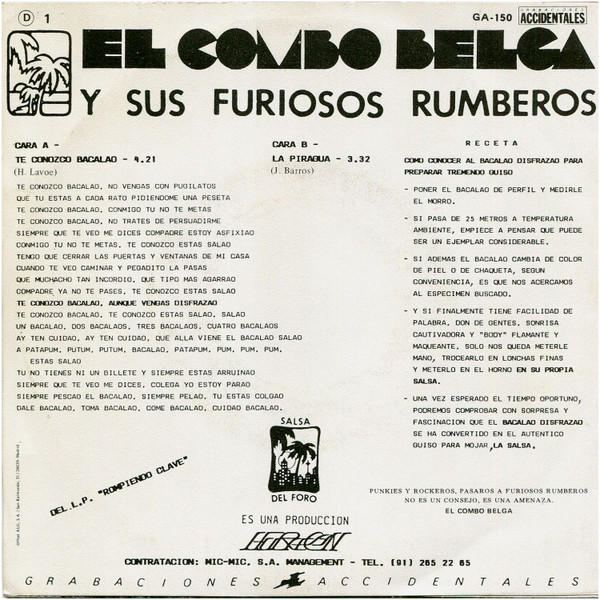 D 1
GA-150 GRABACIONES ACCIDENTALES
EL COMBO BELGA
Y SUS FURIOSOS RUMBEROS
CARA A -
TE CONOZCO BACALAO - 4.21
(H. Lavoe)
TE CONOZCO BACALAO, NO VENGAS CON PUGILATOS
QUE TU ESTAS A CADA RATO PIDIENDOME UNA PESETA
TE CONOZCO BACALAO, CONMIGO TU NO TE METAS
TE CONOZCO BACALAO, NO TRATES DE PERSUADIRME
SIEMPRE QUE TE VEO ME DICES COMPADRE ESTOY ASFIXIAO
CONMIGO TU NO TE METAS, TE CONOZCO ESTAS SALAO
TENGO QUE CERRAR LAS PUERTAS Y VENTANAS DE MI CASA
CUANDO TE VEO CAMINAR Y PEGADITO LA PASAS
QUE MUCHACHO TAN INCORDIO, QUE TIPO MAS AGARRAO
COMPADRE YA NO TE PASES, TE CONOZCO ESTAS SALAO
TE CONOZCO BACALAO, AUNQUE VENGAS DISFRAZAO
TE CONOZCO BACALAO, TE CONOZCO ESTAS SALAO, SALAO
UN BACALAO, DOS BACALAOS, TRES BACALAOS, CUATRO BACALAOS
AY TEN CUIDAO, AY TEN CUIDAO, QUE ALLA VIENE EL BACALAO SALAO
A PATAPUM, PUTUM, PUTUM, BACALAO, PATAPUM, PUM, PUM, PUM,
ESTAS SALAO
TU NO TIENES NI UN BILLETE Y SIEMPRE ESTAS ARRUINAO
SIEMPRE QUE TE VEO ME DICES, COLEGA YO ESTOY PARAO
SIEMPRE PESCAO EL BACALAO, SIEMPRE PELAO, TU ESTAS COLGAO
DALE BACALAO, TOMA BACALAO, COME BACALAO, CUIDAO BACALAO.
CARA B -
LA PIRAGUA - 3.32
(J. Barros)
RECETA
COMO CONOCER AL BACALAO DISFRAZAO PARA
PREPARAR TREMENDO GUISO
- PONER EL BACALAO DE PERFIL Y MEDIRLE
EL MORRO.
- SI PASA DE 25 METROS A TEMPERATURA
AMBIENTE, EMPIECE A PENSAR QUE PUEDE
SER UN EJEMPLAR CONSIDERABLE.
- SI ADEMAS EL BACALAO CAMBIA DE COLOR
DE PIEL O DE CHAQUETA, SEGUN
CONVENIENCIA, ES QUE NOS ACERCAMOS
AL ESPECIMEN BUSCADO.
- Y SI FINALMENTE TIENE FACILIDAD DE
PALABRA, DON DE GENTES, SONRISA
CAUTIVADORA Y "BODY" FLAMANTE Y
MAQUEANTE, SOLO NOS QUEDA METERLE
MANO, TROCEARLO EN LONCHAS FINAS
Y METERLO EN EL HORNO EN SU PROPIA
SALSA.
- UNA VEZ ESPERADO EL TIEMPO OPORTUNO,
PODREMOS COMPROBAR CON SORPRESA Y
FASCINACION QUE EL BACALAO DISFRAZAO
SE HA CONVERTIDO EN EL AUTENTICO
GUISO PARA MOJAR ,LA SALSA.
DEL L.P. "ROMPIENDO CLAVE"
SALSA
DEL FORO
ES UNA PRODUCCION
HORIZON
PUNKIES Y ROCKEROS, PASAROS A FURIOSOS RUMBEROS
NO ES UN CONSEJO, ES UNA AMENAZA.
EL COMBO BELGA
CONTRATACION: MIC-MIC, S.A. MANAGEMENT - TEL. (91) 265 22 65
GRABACIONES ACCIDENTALES